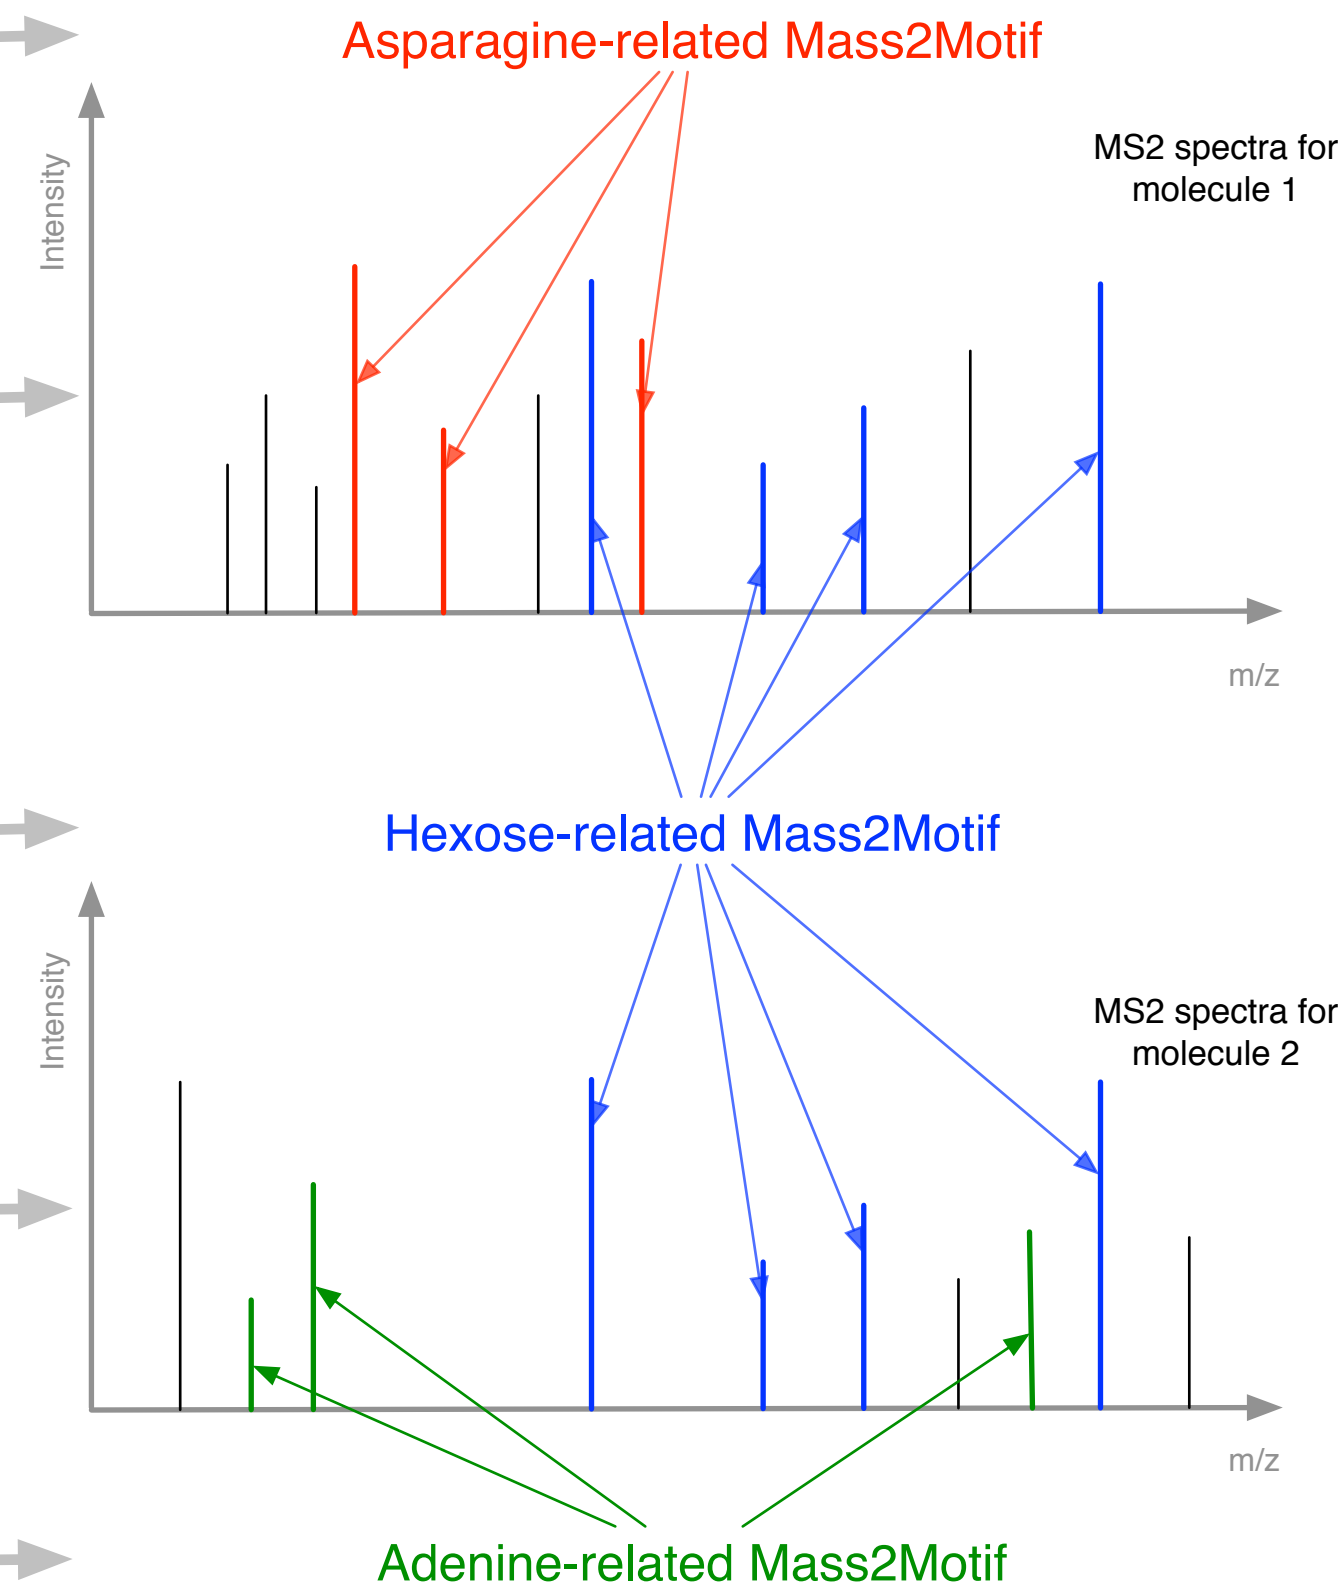 Asparagine-related Mass2Motif
MS2 spectra for
molecule 1
Intensity
m/z
Hexose-related Mass2Motif
MS2 spectra for
molecule 2
Intensity
m/z
Adenine-related Mass2Motif